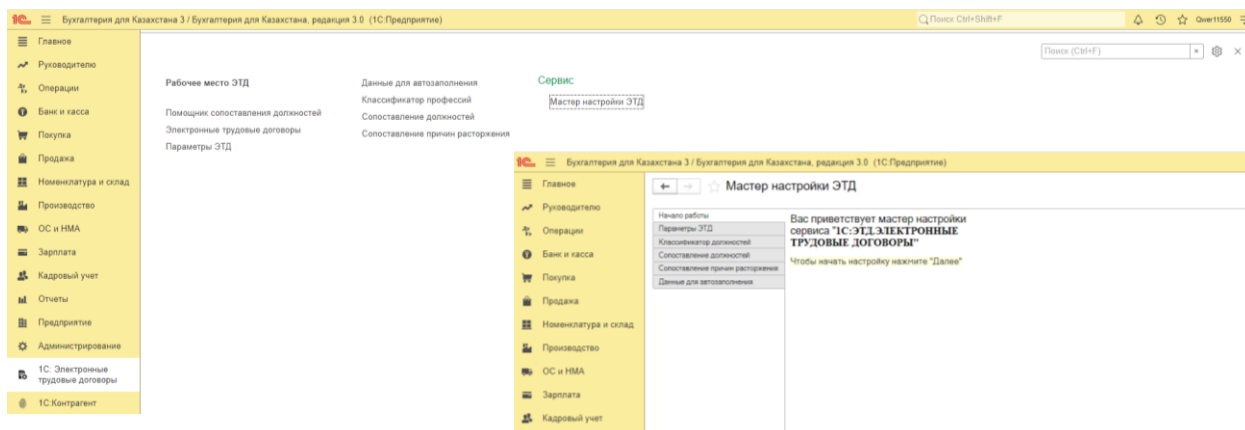 1С Бухгалтерия для Казахстана 3 / Бухгалтерия для Казахстана, редакция 3.0 (1С:Предприятие)
Поиск Ctrl+Shift+F
Qwer11550
Главное
Руководителю
Операции
Банк и касса
Покупка
Продажа
Номенклатура и склад
Производство
ОС и НМА
Зарплата
Кадровый учет
Отчеты
Предприятие
Администрирование
1С: Электронные
трудовые договоры
1С:Контрагент
Поиск (Ctrl+F)
Рабочее место ЭТД
Помощник сопоставления должностей
Электронные трудовые договоры
Параметры ЭТД
Данные для автозаполнения
Классификатор профессий
Сопоставление должностей
Сопоставление причин расторжения
Сервис
Мастер настройки ЭТД
1С Бухгалтерия для Казахстана 3 / Бухгалтерия для Казахстана, редакция 3.0 (1С:Предприятие)
Главное
Руководителю
Операции
Банк и касса
Покупка
Продажа
Номенклатура и склад
Производство
ОС и НМА
Зарплата
Кадровый учет
Мастер настройки ЭТД
Начало работы
Параметры ЭТД
Классификатор должностей
Сопоставление должностей
Сопоставление причин расторжения
Данные для автозаполнения
Вас приветствует мастер настройки
сервиса "1С:ЭТД.ЭЛЕКТРОННЫЕ
ТРУДОВЫЕ ДОГОВОРЫ"
Чтобы начать настройку нажмите "Далее"